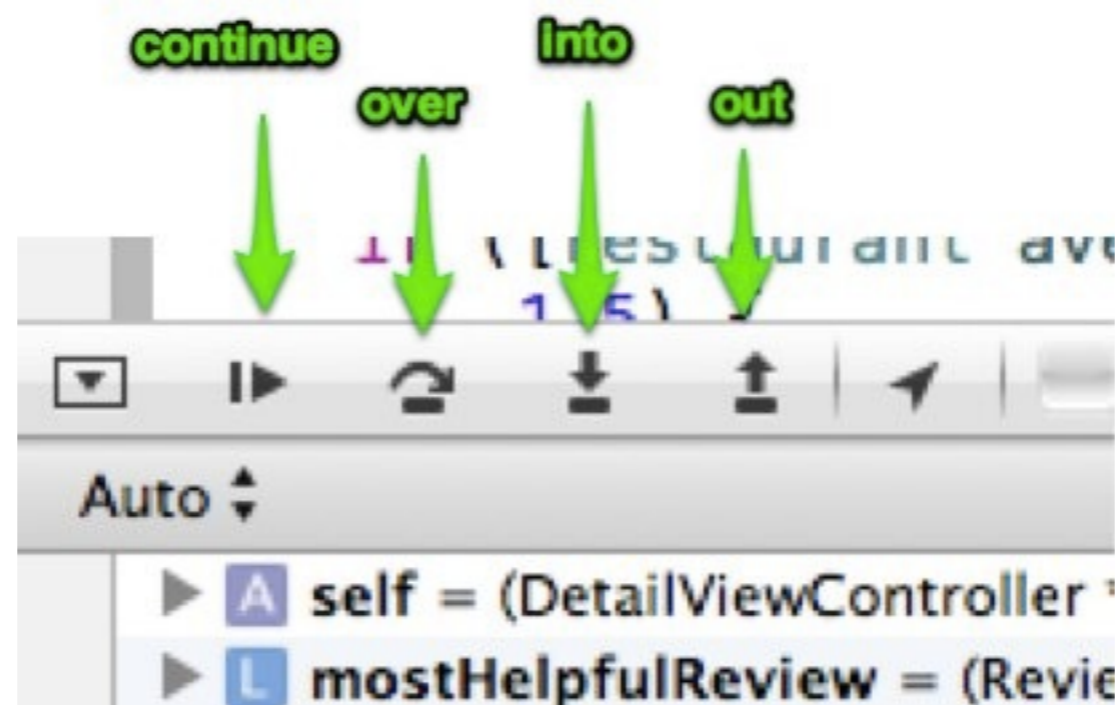 continue
into
over
out
Auto
A self = (DetailViewController
L mostHelpfulReview = (Revie